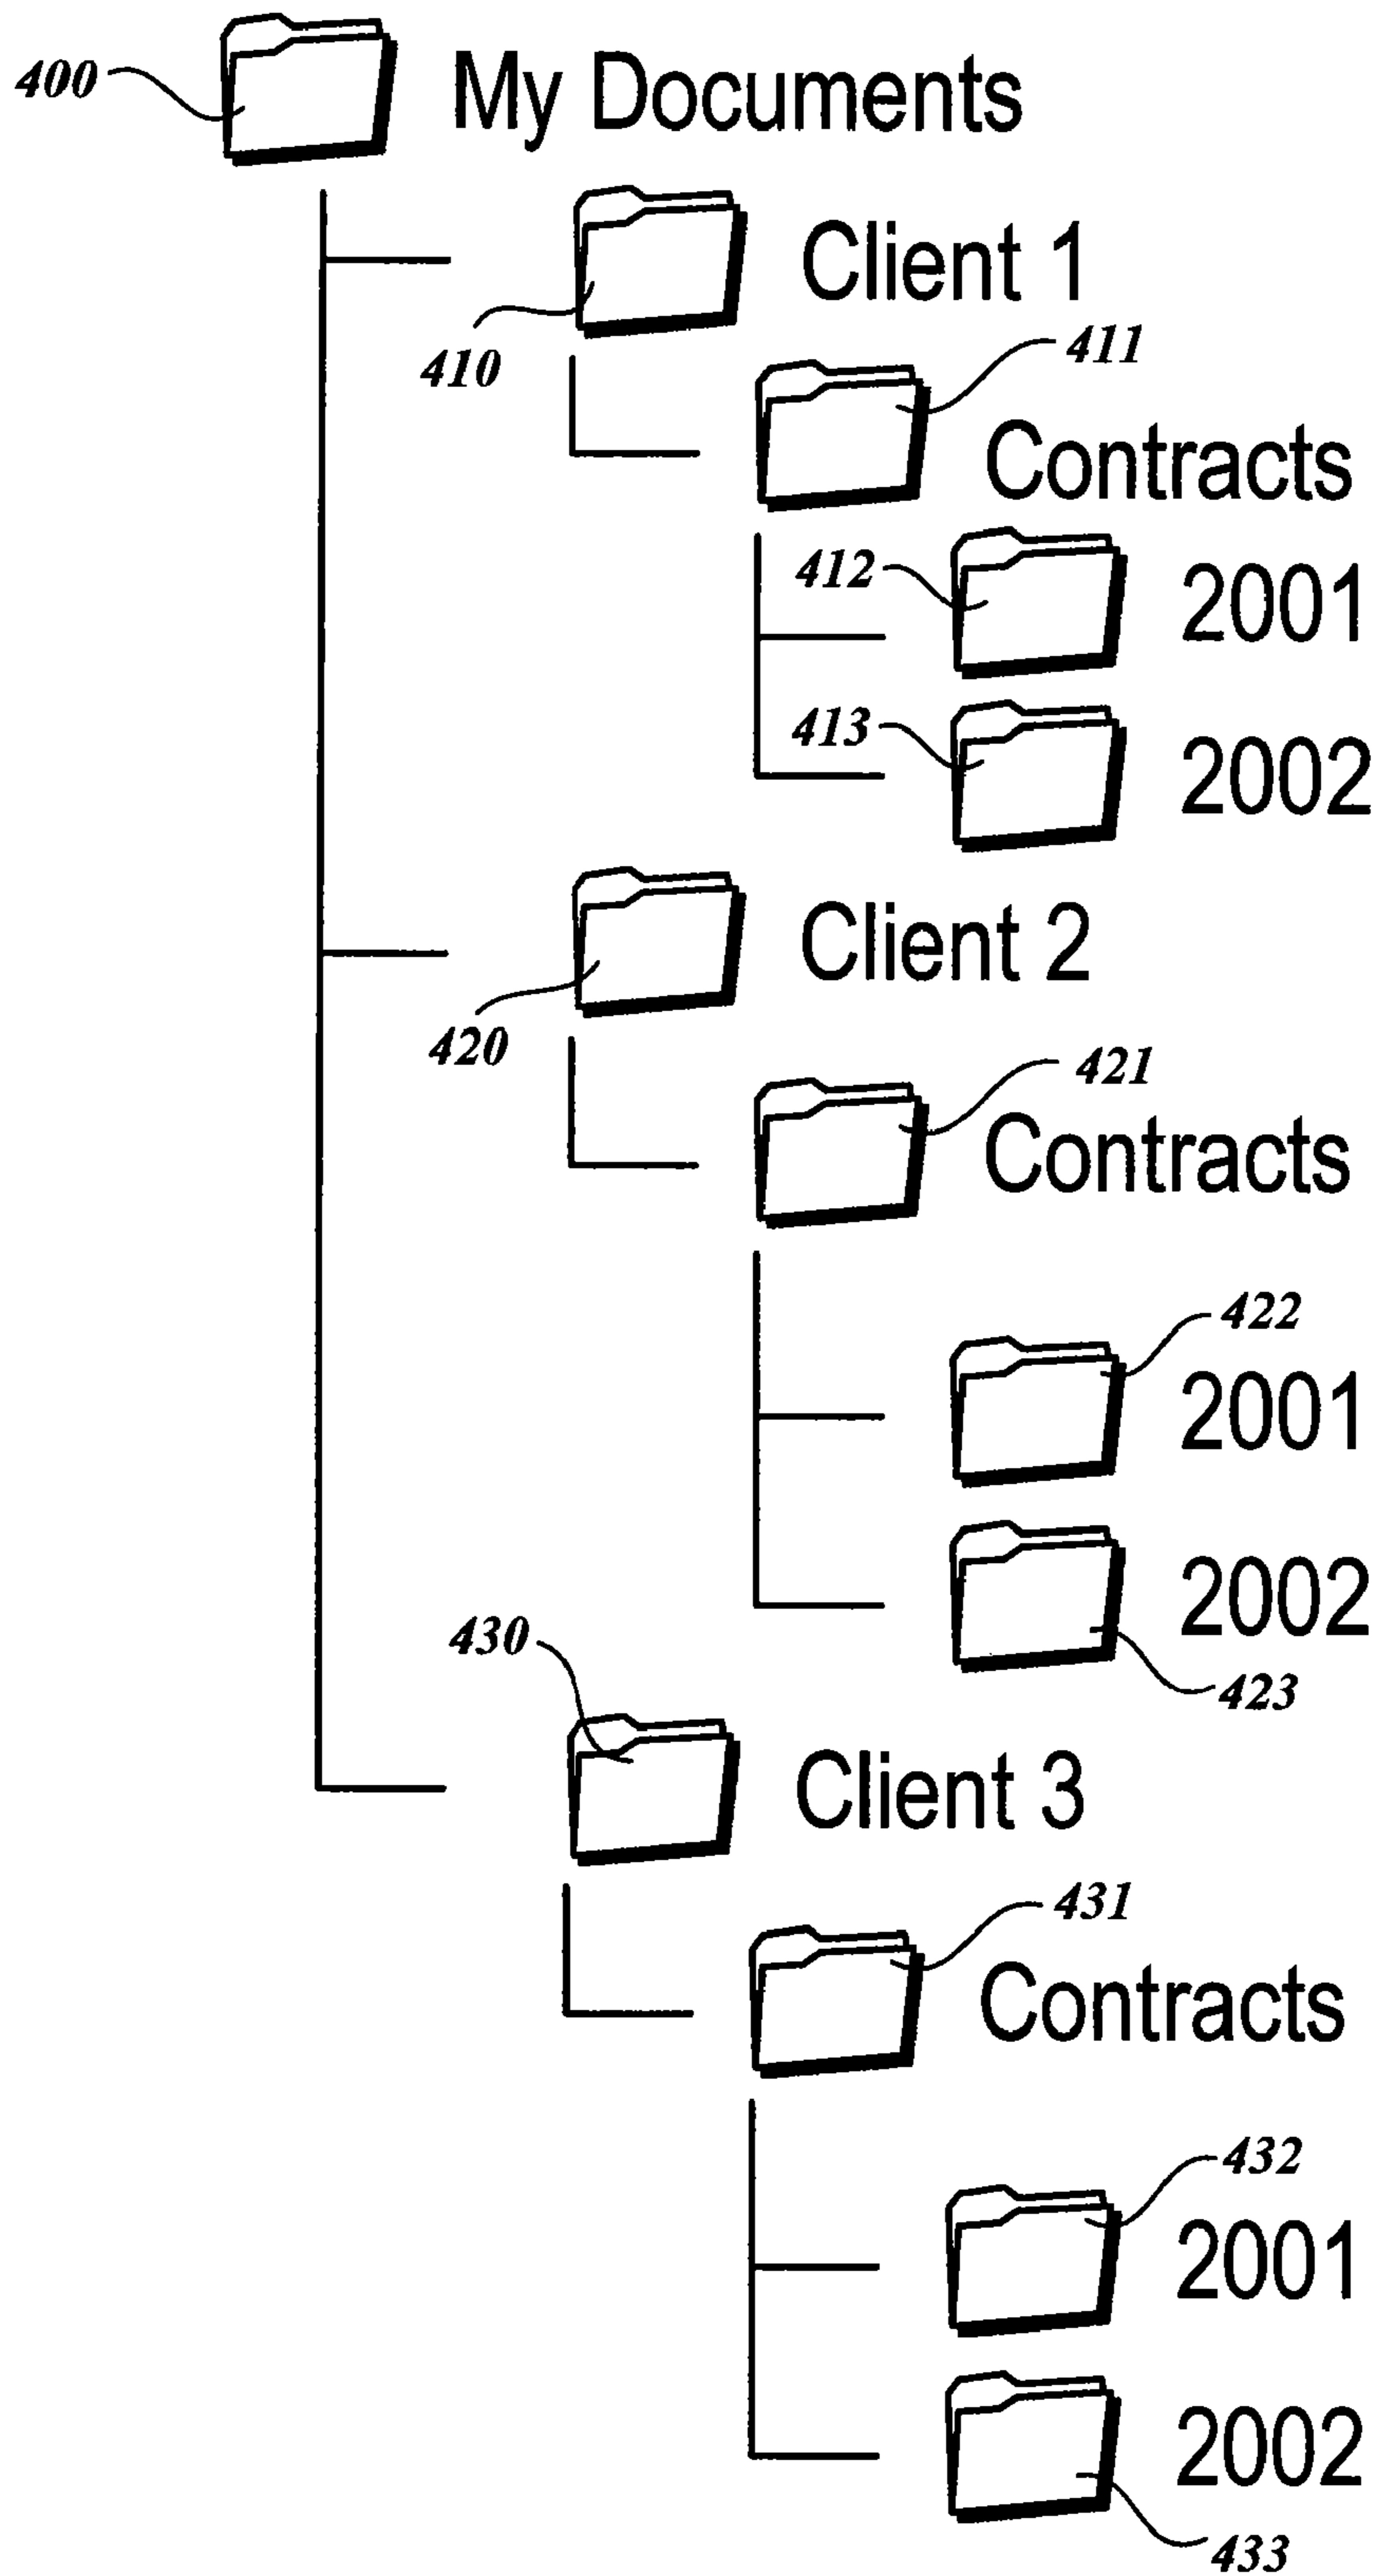 400 My Documents
Client 1
410
411
Contracts
412 2001
413 2002
Client 2
420
421
Contracts
422
2001
2002
423
430
Client 3
431
Contracts
432
2001
2002
433